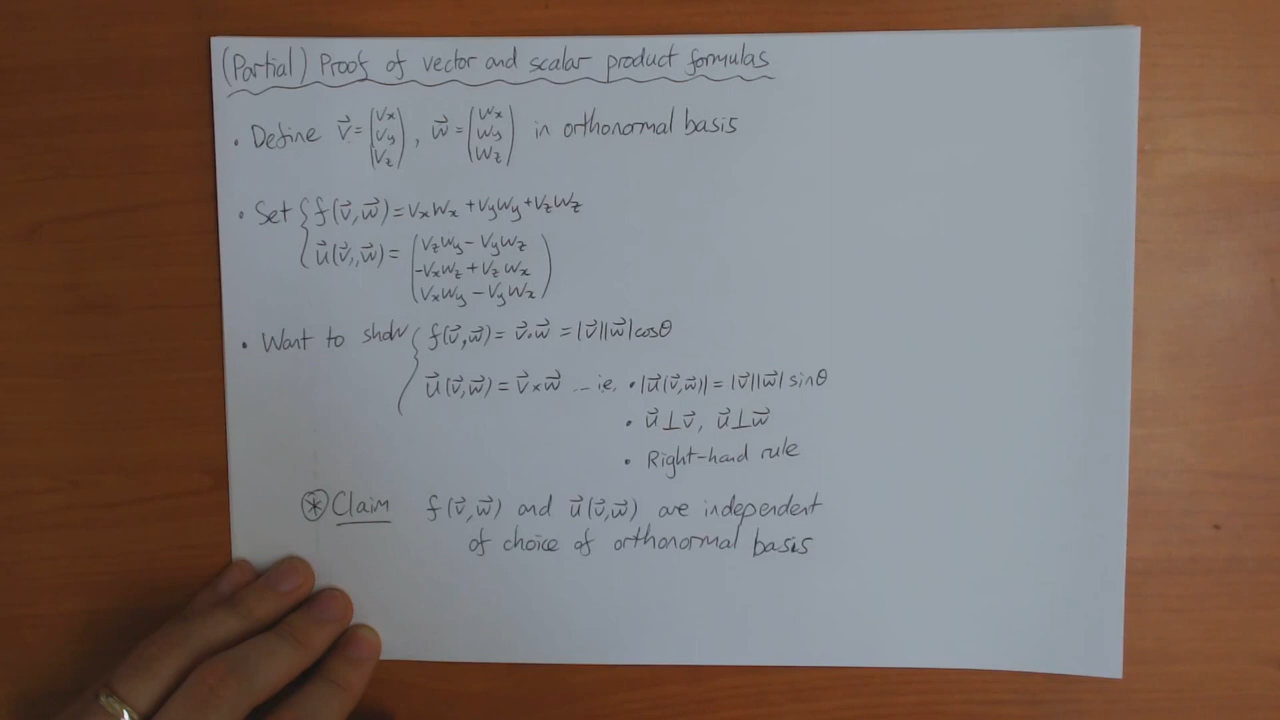 (Partial) Proof of vector and scalar product formulas
• Define v⃗ = (vx vy vz), w⃗ = (wx wy wz) in orthonormal basis
• Set { f(v⃗,w⃗) = vxwx + vywy + vzwz
u⃗(v⃗,w⃗) = (vzwy − vywz
−vxwz + vzwx
vxwy − vywx)
• Want to show { f(v⃗,w⃗) = v⃗·w⃗ = |v⃗||w⃗|cosθ
u⃗(v⃗,w⃗) = v⃗×w⃗ ... ie. • |u⃗(v⃗,w⃗)| = |v⃗||w⃗| sinθ
• u⃗⊥v⃗, u⃗⊥w⃗
• Right-hand rule
⊛ Claim f(v⃗,w⃗) and u⃗(v⃗,w⃗) are independent
of choice of orthonormal basis